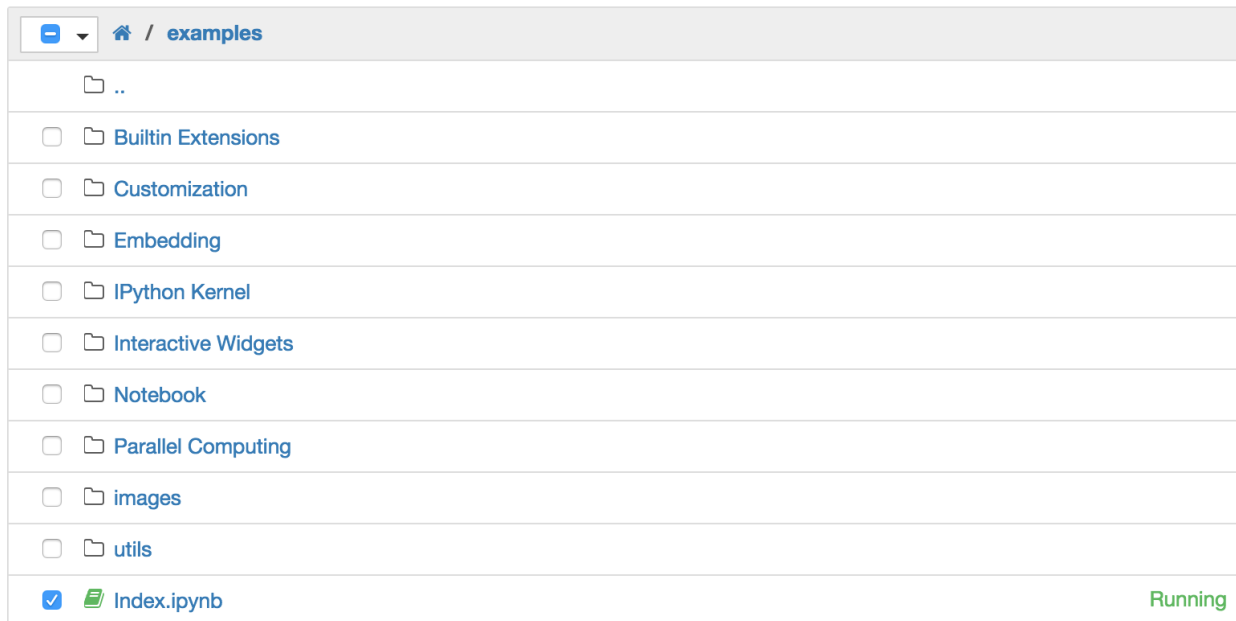 / examples
..
Builtin Extensions
Customization
Embedding
IPython Kernel
Interactive Widgets
Notebook
Parallel Computing
images
utils
Index.ipynb Running